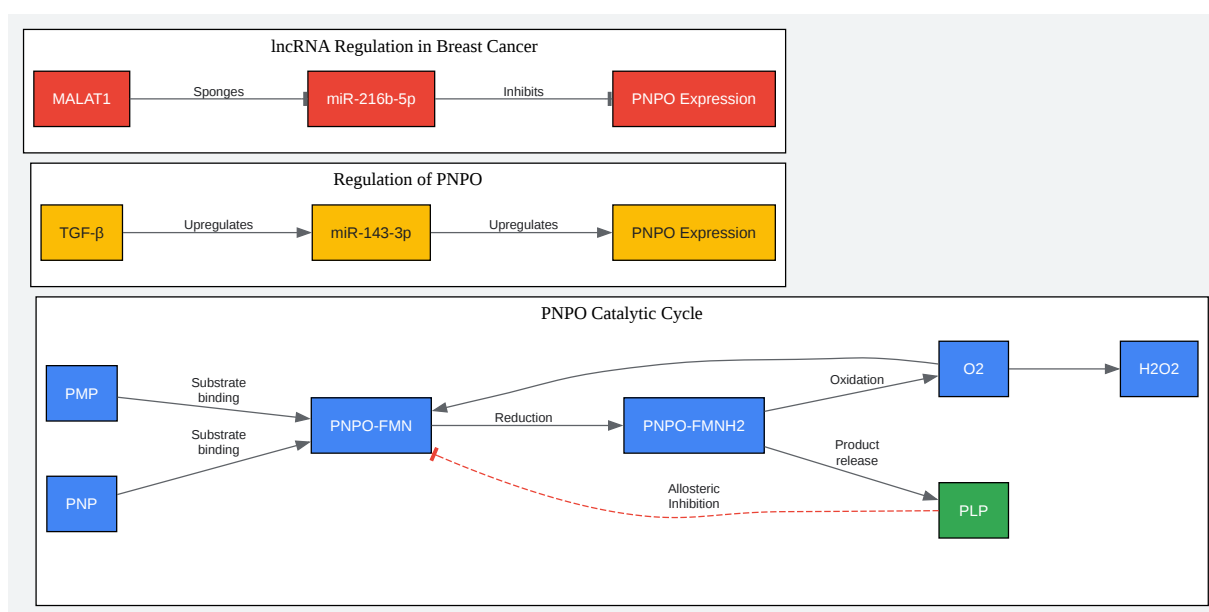 lncRNA Regulation in Breast Cancer
MALAT1
Sponges
miR-216b-5p
Inhibits
PNPO Expression
Regulation of PNPO
TGF-β
Upregulates
miR-143-3p
Upregulates
PNPO Expression
PNPO Catalytic Cycle
PMP
Substrate
binding
PNP
Substrate
binding
PNPO-FMN
Reduction
PNPO-FMNH2
Oxidation
O2
H2O2
Product
release
Allosteric
Inhibition
PLP